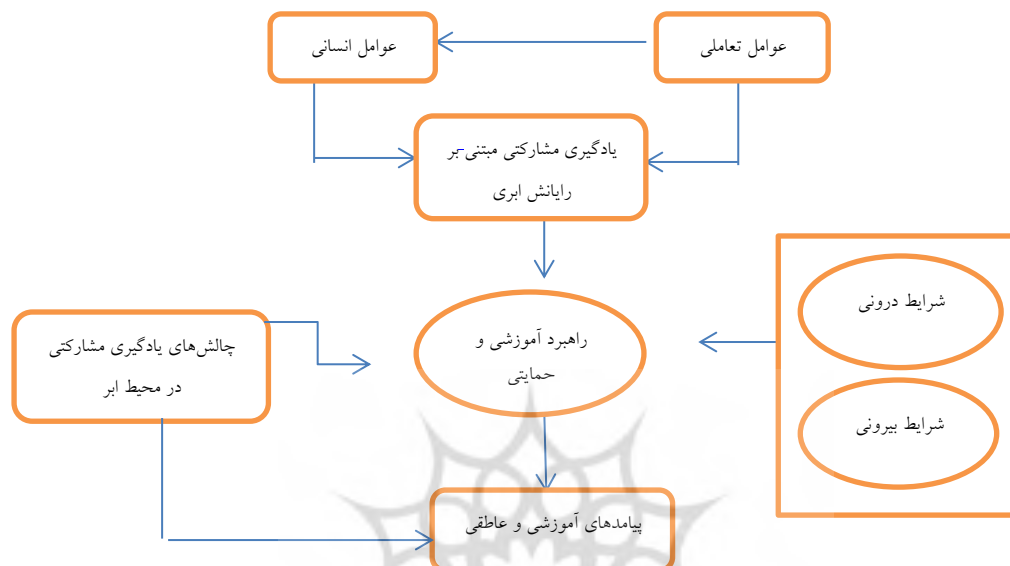 عوامل تعاملی
عوامل انسانی
یادگیری مشارکتی مبتنی-بر
رایانش ابری
شرایط درونی
راهبرد آموزشی و
حمایتی
چالش‌های یادگیری مشارکتی
در محیط ابر
شرایط بیرونی
پیامدهای آموزشی و عاطقی